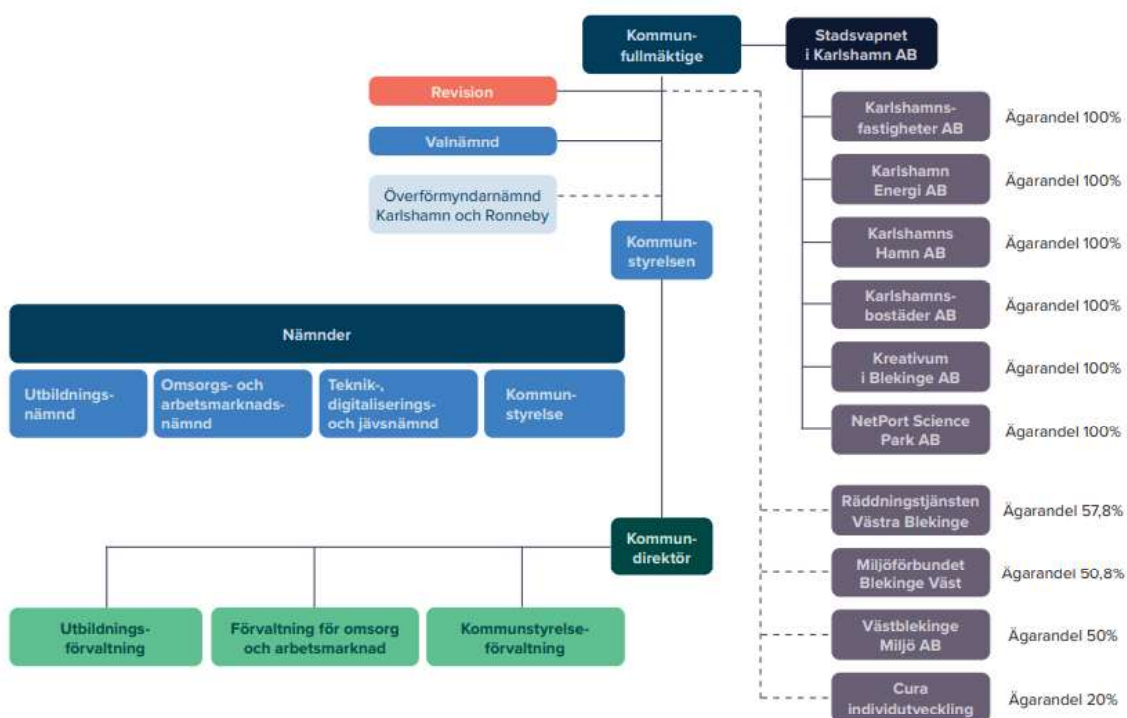 Kommun-
fullmäktige
Stadsvapnet
i Karlshamn AB
Revision
Valnämnd
Överförmyndarnämnd
Karlshamn och Ronneby
Kommun-
styrelsen
Karlshamns-
fastigheter AB
Ägarandel 100%
Karlshamn
Energi AB
Ägarandel 100%
Karlshamns
Hamn AB
Ägarandel 100%
Karlshamns-
bostäder AB
Ägarandel 100%
Kreativum
i Blekinge AB
Ägarandel 100%
NetPort Science
Park AB
Ägarandel 100%
Nämnder
Utbildnings-
nämnd
Omsorgs- och
arbetsmarknads-
nämnd
Teknik-,
digitaliserings-
och jävsnämnd
Kommun-
styrelse
Räddningstjänsten
Västra Blekinge
Ägarandel 57,8%
Miljöförbundet
Blekinge Väst
Ägarandel 50,8%
Västblekinge
Miljö AB
Ägarandel 50%
Cura
individutveckling
Ägarandel 20%
Kommun-
direktör
Utbildnings-
förvaltning
Förvaltning för omsorg
och arbetsmarknad
Kommunstyrelse-
förvaltning